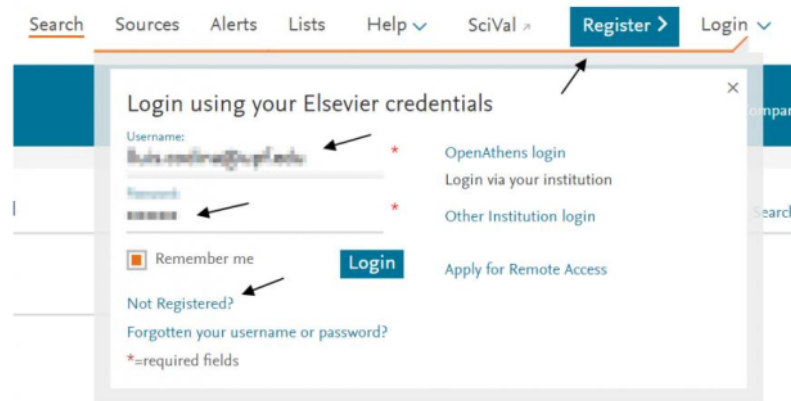 Search Sources Alerts Lists Help SciVal Register Login
Login using your Elsevier credentials
Username:
*
OpenAthens login
Login via your institution
*
Other Institution login
Search
Remember me
Login
Apply for Remote Access
Not Registered?
Forgotten your username or password?
*=required fields